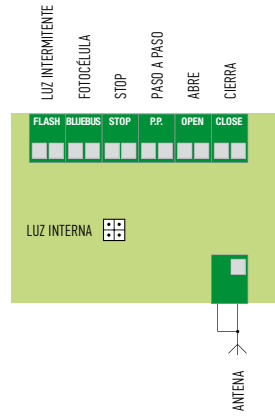 LUZ INTERMITENTE
FOTOCÉLULA
STOP
PASO A PASO
ABRE
CIERRA
FLASH
BLUEBUS
STOP
P.P.
OPEN
CLOSE
LUZ INTERNA
ANTENA